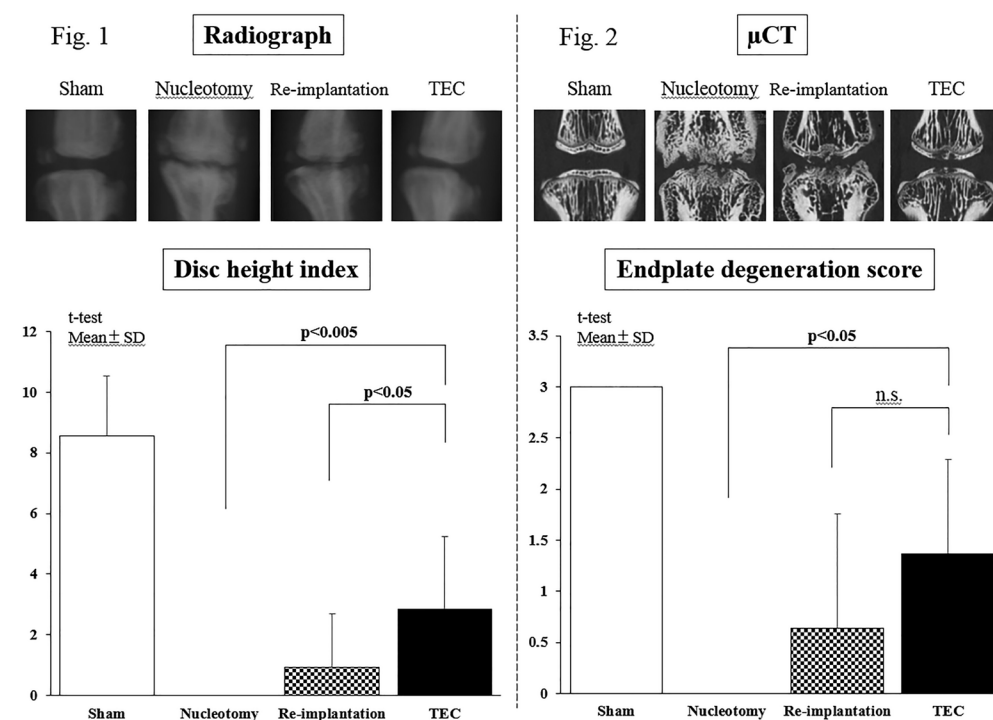 Fig. 1
Radiograph
Sham Nucleotomy Re-implantation TEC
Disc height index
t-test
Mean± SD
p<0.005
p<0.05
12
10
8
6
4
2
0
Sham Nucleotomy Re-implantation TEC
Fig. 2
μCT
Sham Nucleotomy Re-implantation TEC
Endplate degeneration score
t-test
Mean± SD
p<0.05
n.s.
3.5
3
2.5
2
1.5
1
0.5
0
Sham Nucleotomy Re-implantation TEC